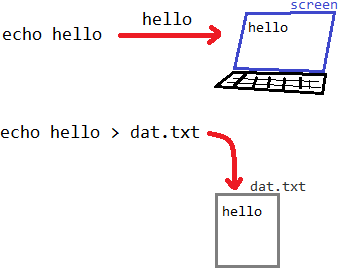 screen
hello
echo hello
hello
echo hello > dat.txt
dat.txt
hello